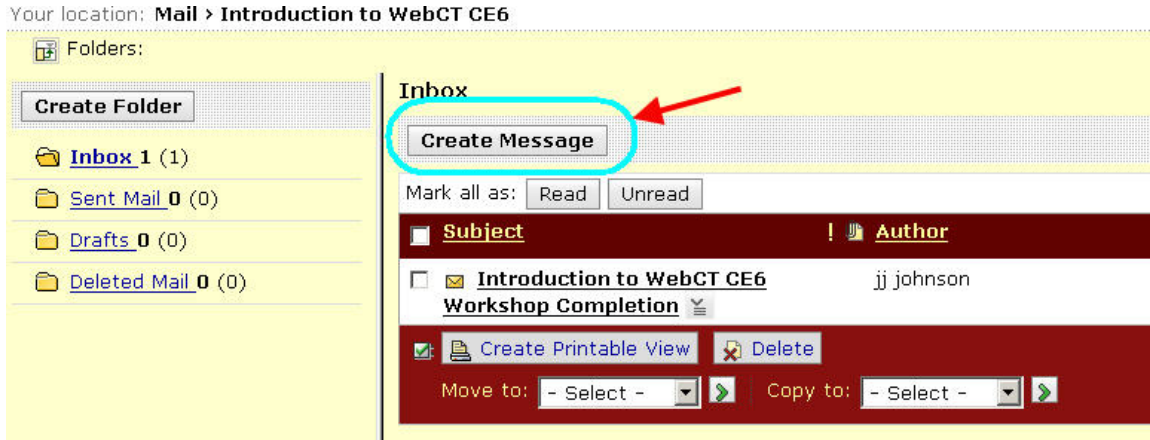 Your location: Mail › Introduction to WebCT CE6
Folders:
Create Folder
Inbox 1 (1)
Sent Mail 0 (0)
Drafts 0 (0)
Deleted Mail 0 (0)
Inbox
Create Message
Mark all as: Read Unread
Subject ! Author
Introduction to WebCT CE6 jj johnson
Workshop Completion
Create Printable View Delete
Move to: - Select - Copy to: - Select -